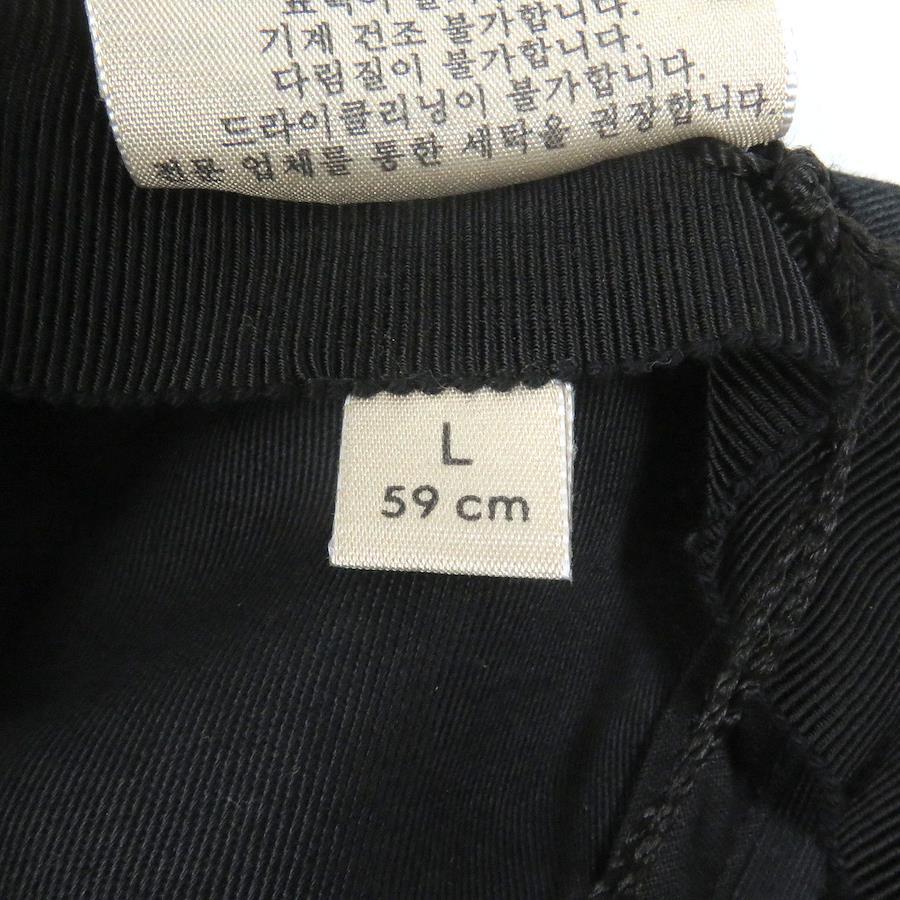 기계 건조 불가합니다.
다림질이 불가합니다.
드라이클리닝이 불가합니다.
전문 업체를 통한 세탁을 권장합니다
L
59 cm